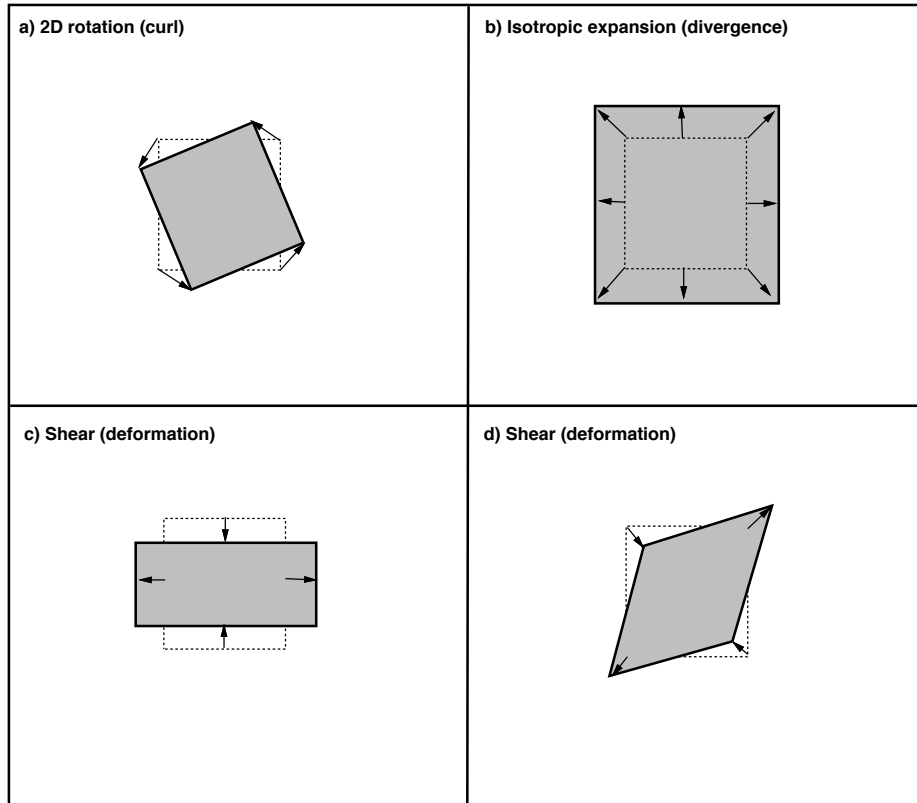 a) 2D rotation (curl)
b) Isotropic expansion (divergence)
c) Shear (deformation)
d) Shear (deformation)